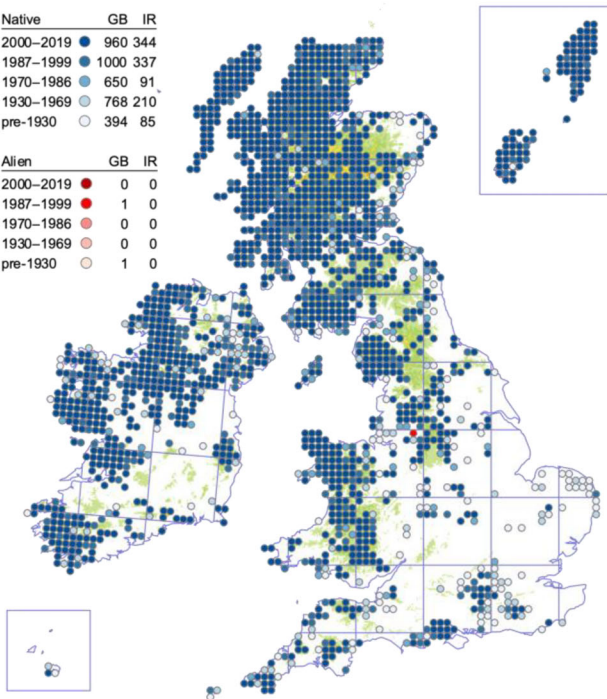 Native GB IR
2000–2019 960 344
1987–1999 1000 337
1970–1986 650 91
1930–1969 768 210
pre-1930 394 85
Alien GB IR
2000–2019 0 0
1987–1999 1 0
1970–1986 0 0
1930–1969 0 0
pre-1930 1 0